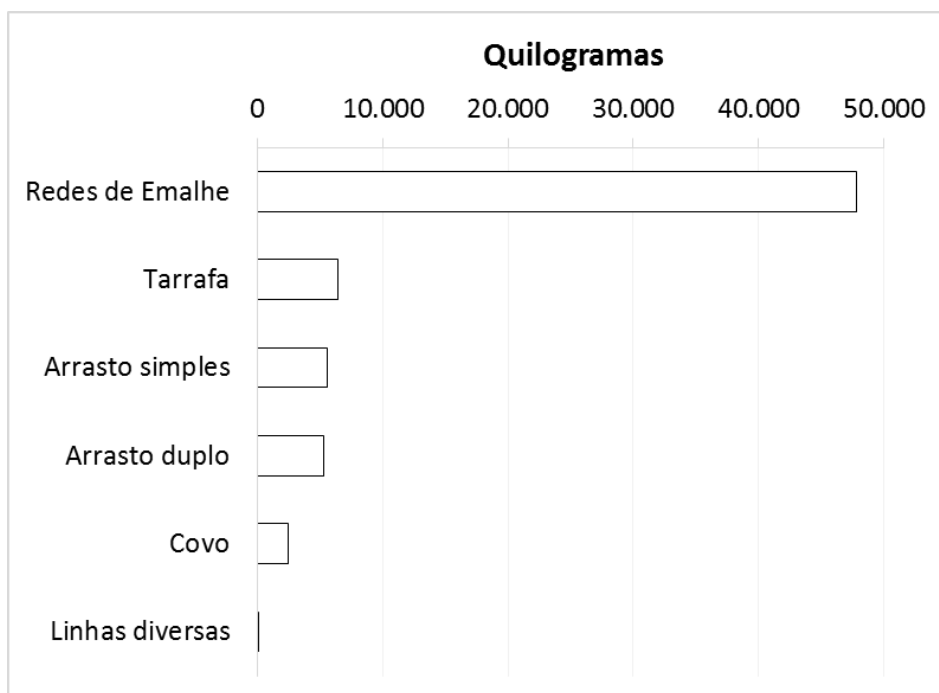 Quilogramas
0 10.000 20.000 30.000 40.000 50.000
Redes de Emalhe
Tarrafa
Arrasto simples
Arrasto duplo
Covo
Linhas diversas